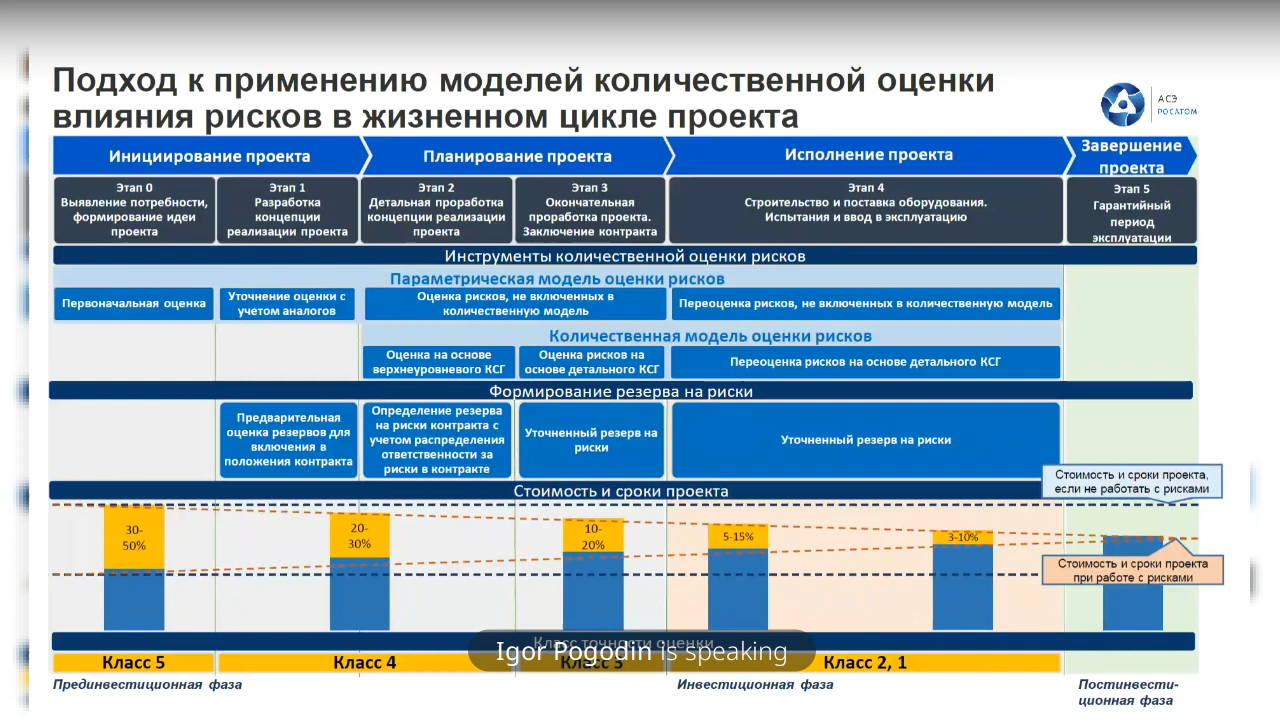 Подход к применению моделей количественной оценки
влияния рисков в жизненном цикле проекта
АСЭ
РОСАТОМ
Инициирование проекта
Планирование проекта
Исполнение проекта
Завершение
проекта
Этап 0
Выявление потребности,
формирование идеи
проекта
Этап 1
Разработка
концепции
реализации проекта
Этап 2
Детальная проработка
концепции реализации
проекта
Этап 3
Окончательная
проработка проекта.
Заключение контракта
Этап 4
Строительство и поставка оборудования.
Испытания и ввод в эксплуатацию
Этап 5
Гарантийный
период
эксплуатации
Инструменты количественной оценки рисков
Параметрическая модель оценки рисков
Первоначальная оценка
Уточнение оценки с
учетом аналогов
Оценка рисков, не включенных в
количественную модель
Переоценка рисков, не включенных в количественную модель
Количественная модель оценки рисков
Оценка на основе
верхнеуровневого КСГ
Оценка рисков на
основе детального КСГ
Переоценка рисков на основе детального КСГ
Формирование резерва на риски
Предварительная
оценка резервов для
включения в
положения контракта
Определение резерва
на риски контракта с
учетом распределения
ответственности за
риски в контракте
Уточненный резерв на
риски
Уточненный резерв на риски
Стоимость и сроки проекта
Стоимость и сроки проекта,
если не работать с рисками
30-
50%
20-
30%
10-
20%
5-15%
3-10%
Стоимость и сроки проекта
при работе с рисками
Класс точности оценки
Igor Pogodin is speaking
Класс 5
Класс 4
Класс 3
Класс 2, 1
Прединвестиционная фаза
Инвестиционная фаза
Постинвести-
ционная фаза